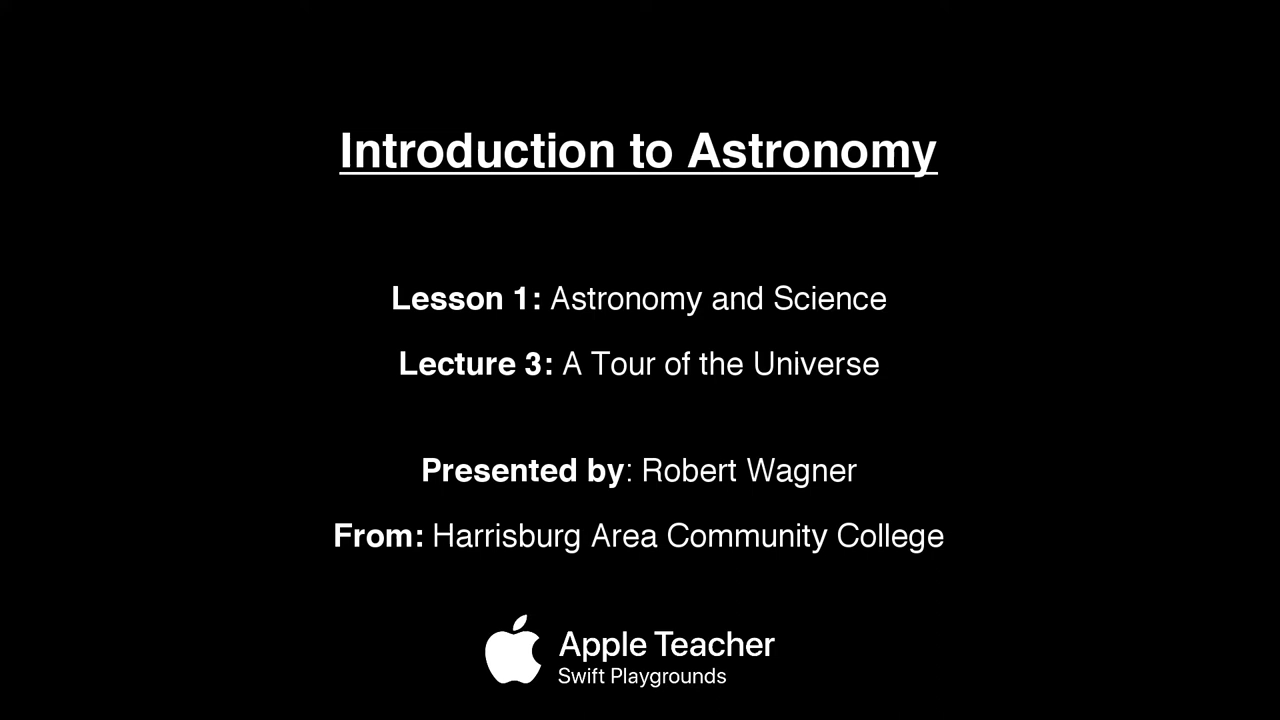 Introduction to Astronomy
Lesson 1: Astronomy and Science
Lecture 3: A Tour of the Universe
Presented by: Robert Wagner
From: Harrisburg Area Community College
Apple Teacher
Swift Playgrounds